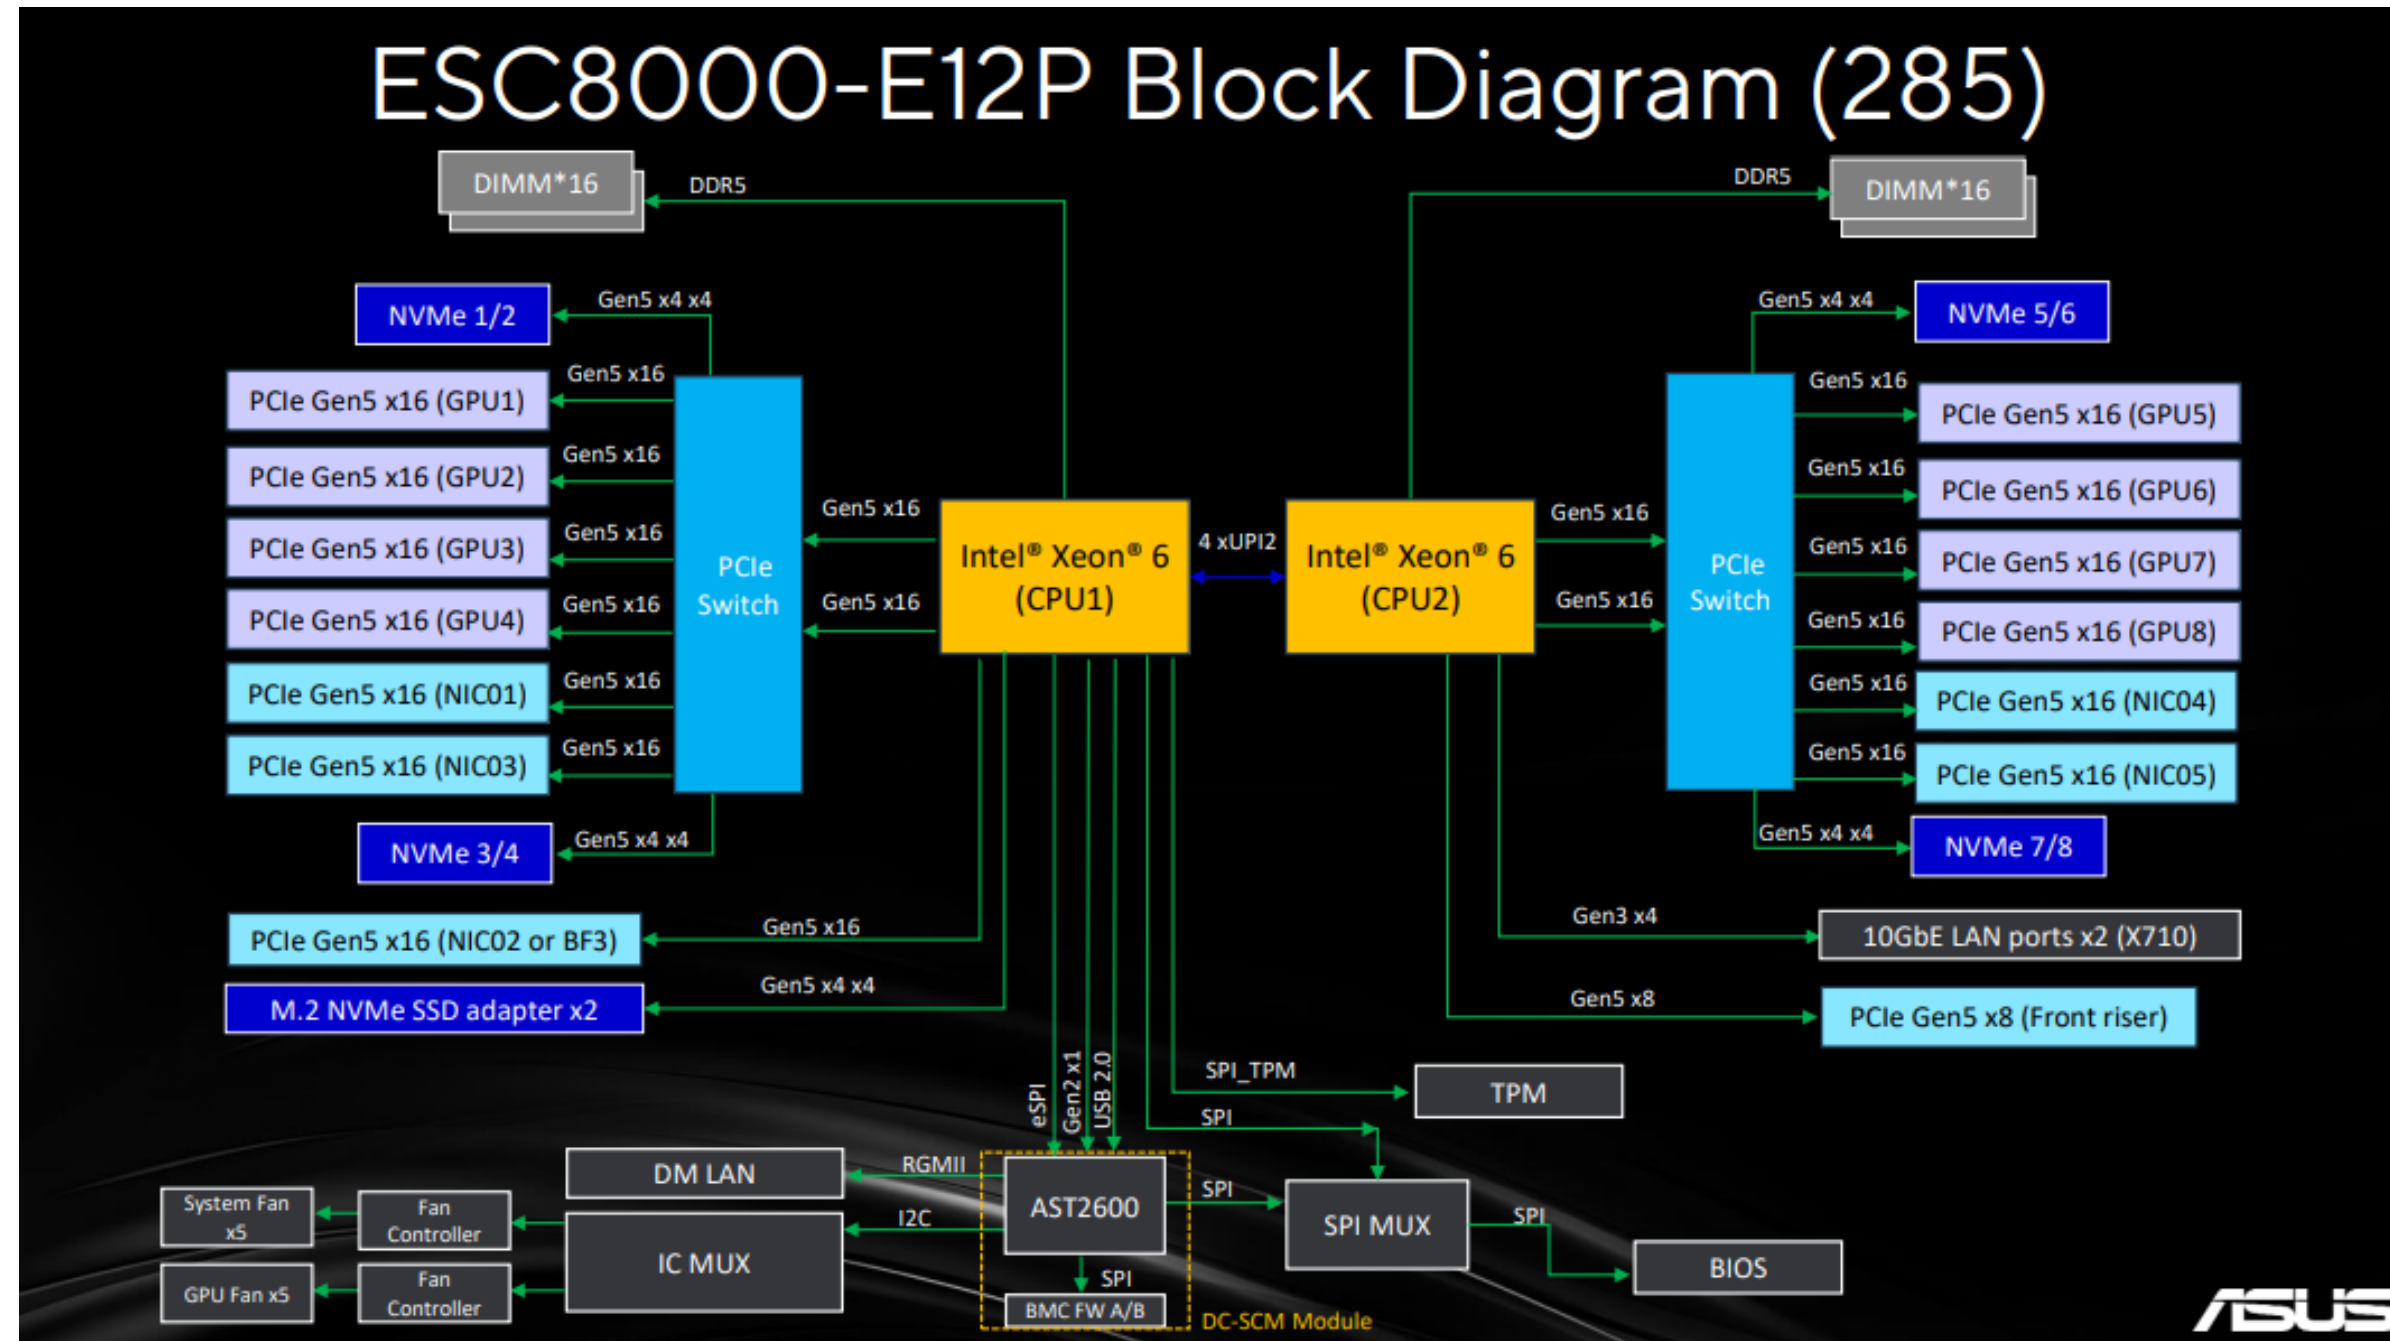 ESC8000-E12P Block Diagram (285)
DIMM*16
DDR5
DDR5
DIMM*16
NVMe 1/2
Gen5 x4 x4
Gen5 x4 x4
NVMe 5/6
PCIe Gen5 x16 (GPU1)
Gen5 x16
Gen5 x16
PCIe Gen5 x16 (GPU5)
PCIe Gen5 x16 (GPU2)
Gen5 x16
Gen5 x16
PCIe Gen5 x16 (GPU6)
PCIe Gen5 x16 (GPU3)
Gen5 x16
Gen5 x16
PCIe Gen5 x16 (GPU7)
PCIe Gen5 x16 (GPU4)
Gen5 x16
Gen5 x16
PCIe Gen5 x16 (GPU8)
PCIe Gen5 x16 (NIC01)
Gen5 x16
Gen5 x16
PCIe Gen5 x16 (NIC04)
PCIe Gen5 x16 (NIC03)
Gen5 x16
Gen5 x16
PCIe Gen5 x16 (NIC05)
PCIe
Switch
Gen5 x16
Gen5 x16
Intel® Xeon® 6
(CPU1)
4 xUPI2
Intel® Xeon® 6
(CPU2)
Gen5 x16
Gen5 x16
PCIe
Switch
NVMe 3/4
Gen5 x4 x4
Gen5 x4 x4
NVMe 7/8
PCIe Gen5 x16 (NIC02 or BF3)
Gen5 x16
Gen3 x4
10GbE LAN ports x2 (X710)
M.2 NVMe SSD adapter x2
Gen5 x4 x4
Gen5 x8
PCIe Gen5 x8 (Front riser)
eSPI
Gen2 x1
USB 2.0
SPI_TPM
TPM
SPI
DM LAN
RGMII
AST2600
SPI
SPI MUX
SPI
BIOS
System Fan
x5
Fan
Controller
IC MUX
I2C
GPU Fan x5
Fan
Controller
SPI
BMC FW A/B
DC-SCM Module
ASUS